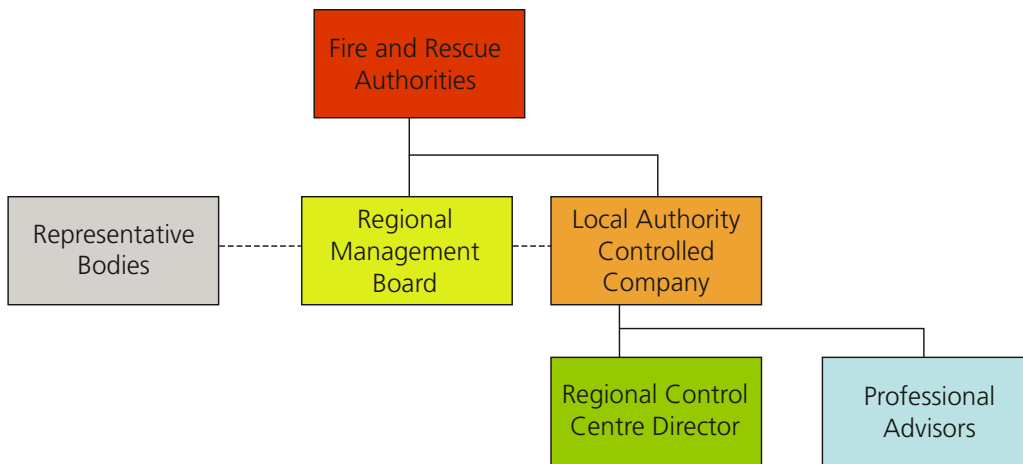 Fire and Rescue
Authorities
Representative
Bodies
Regional
Management
Board
Local Authority
Controlled
Company
Regional Control
Centre Director
Professional
Advisors